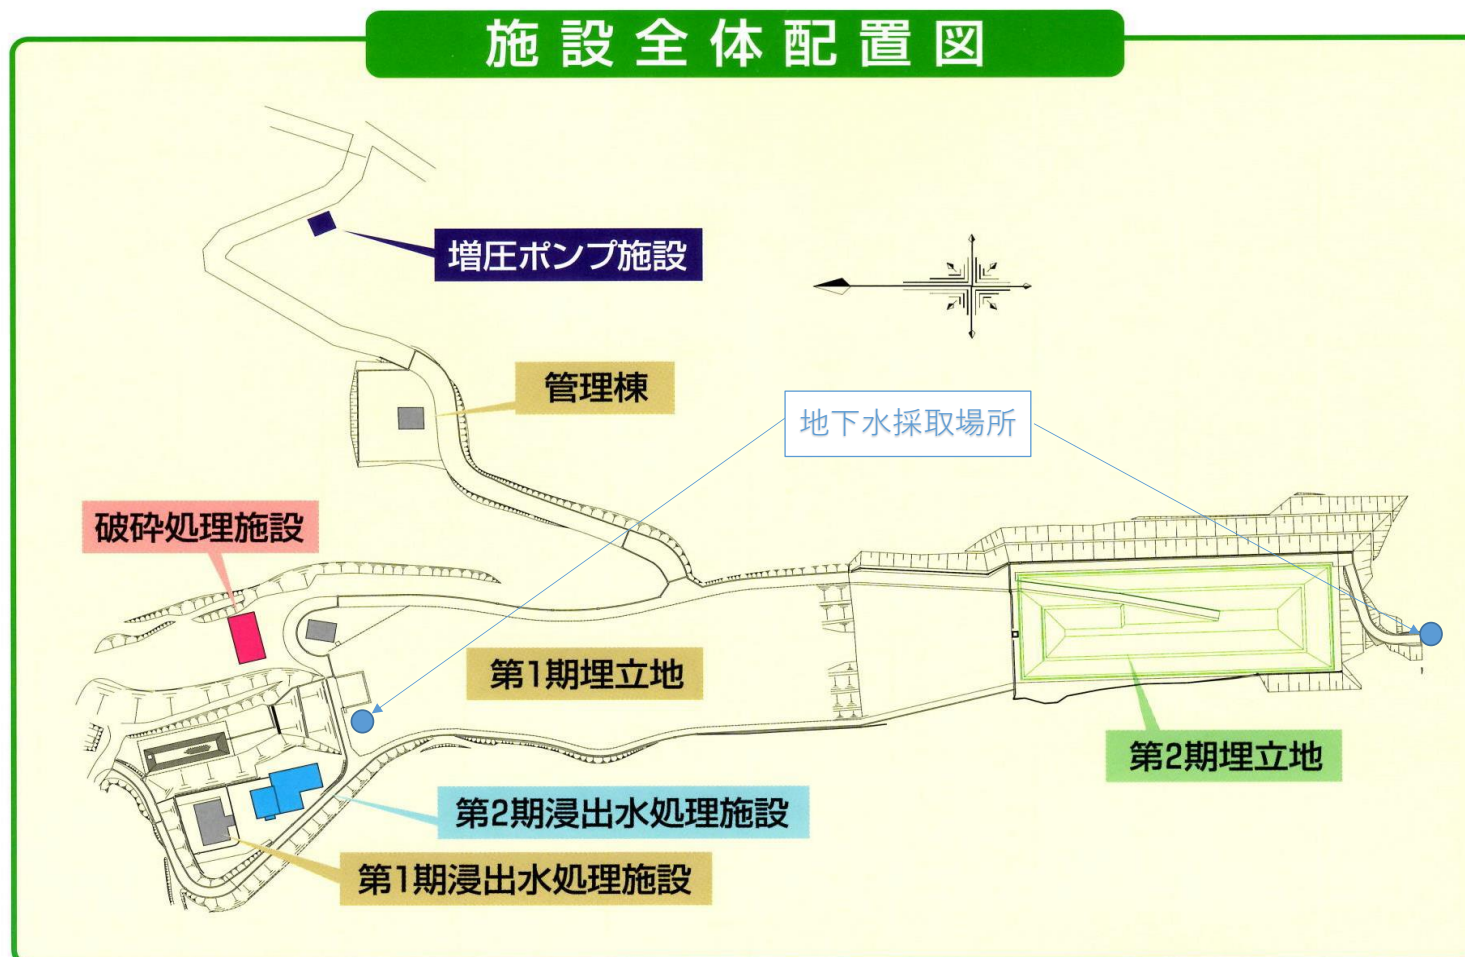 施設全体配置図
増圧ポンプ施設
管理棟
地下水採取場所
破砕処理施設
第1期埋立地
第2期埋立地
第2期浸出水処理施設
第1期浸出水処理施設